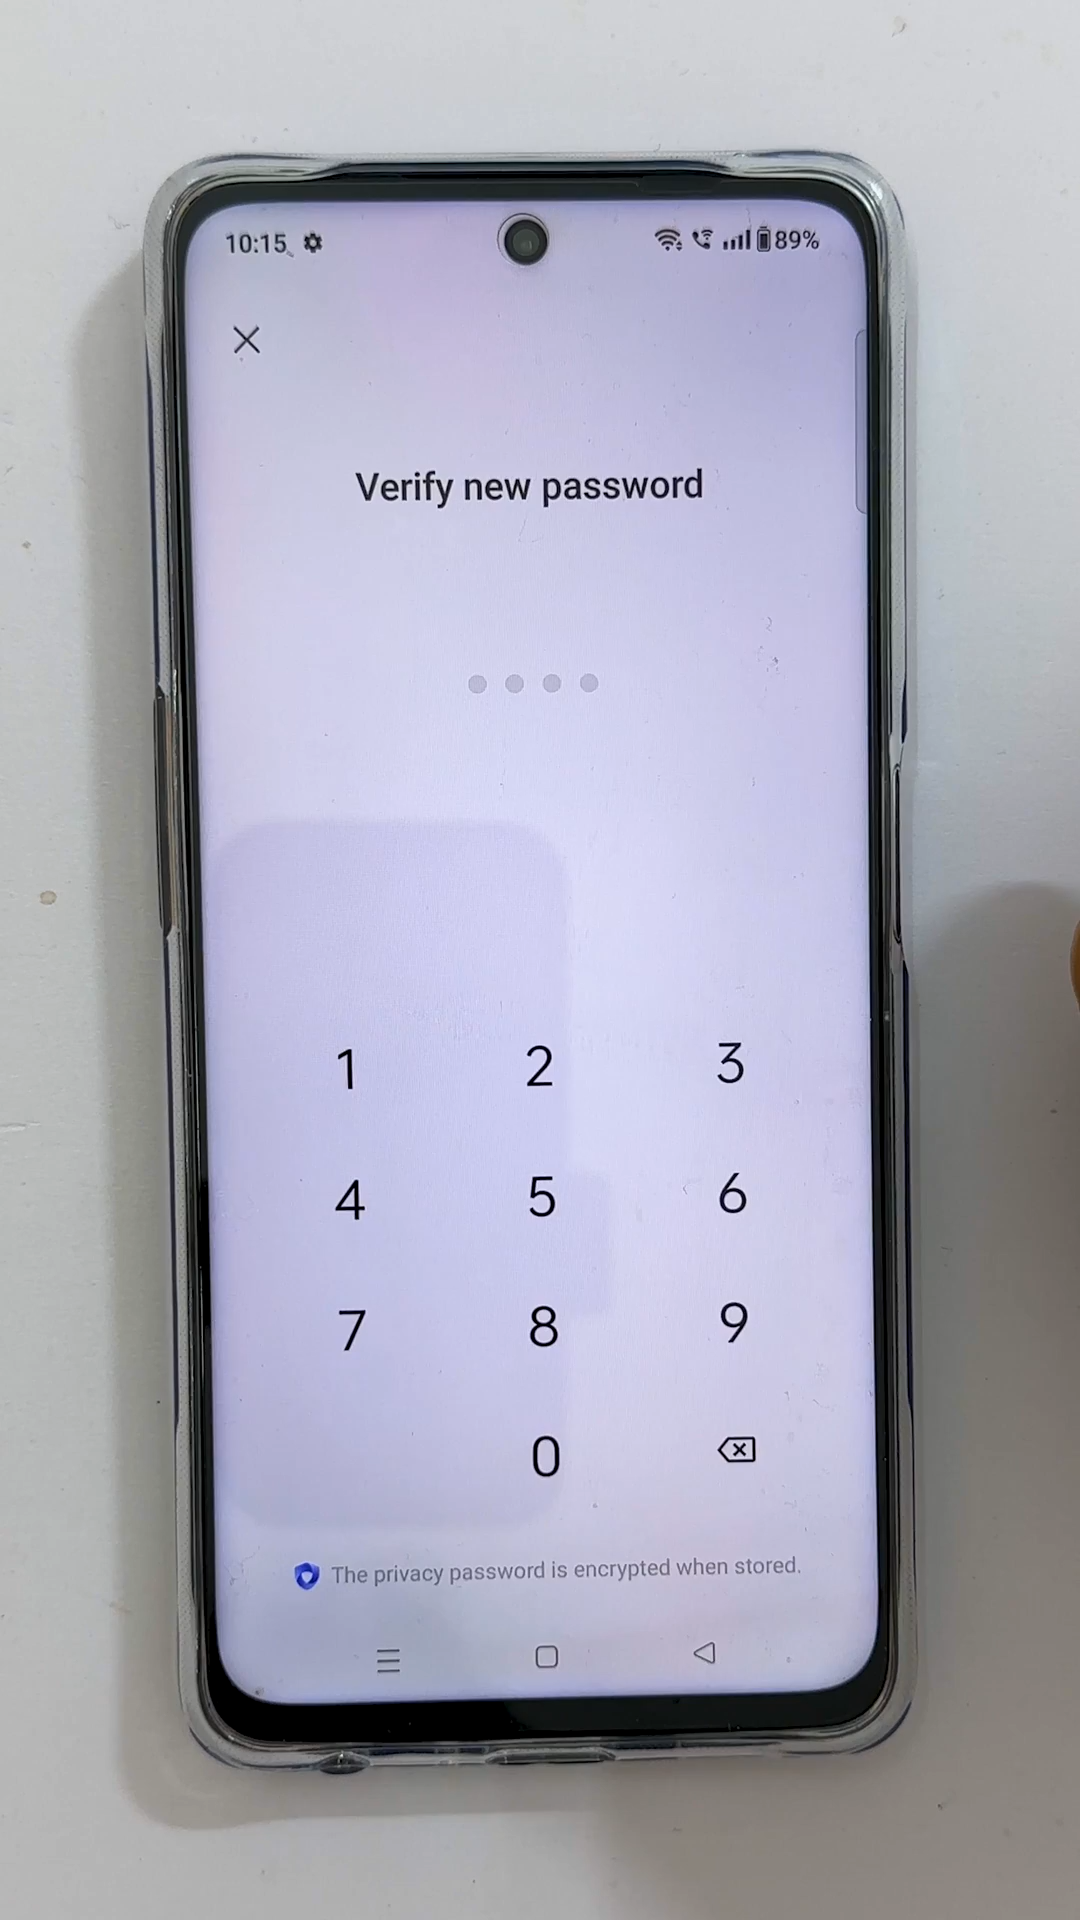 10:15 89%
Verify new password
1 2 3
4 5 6
7 8 9
0
The privacy password is encrypted when stored.